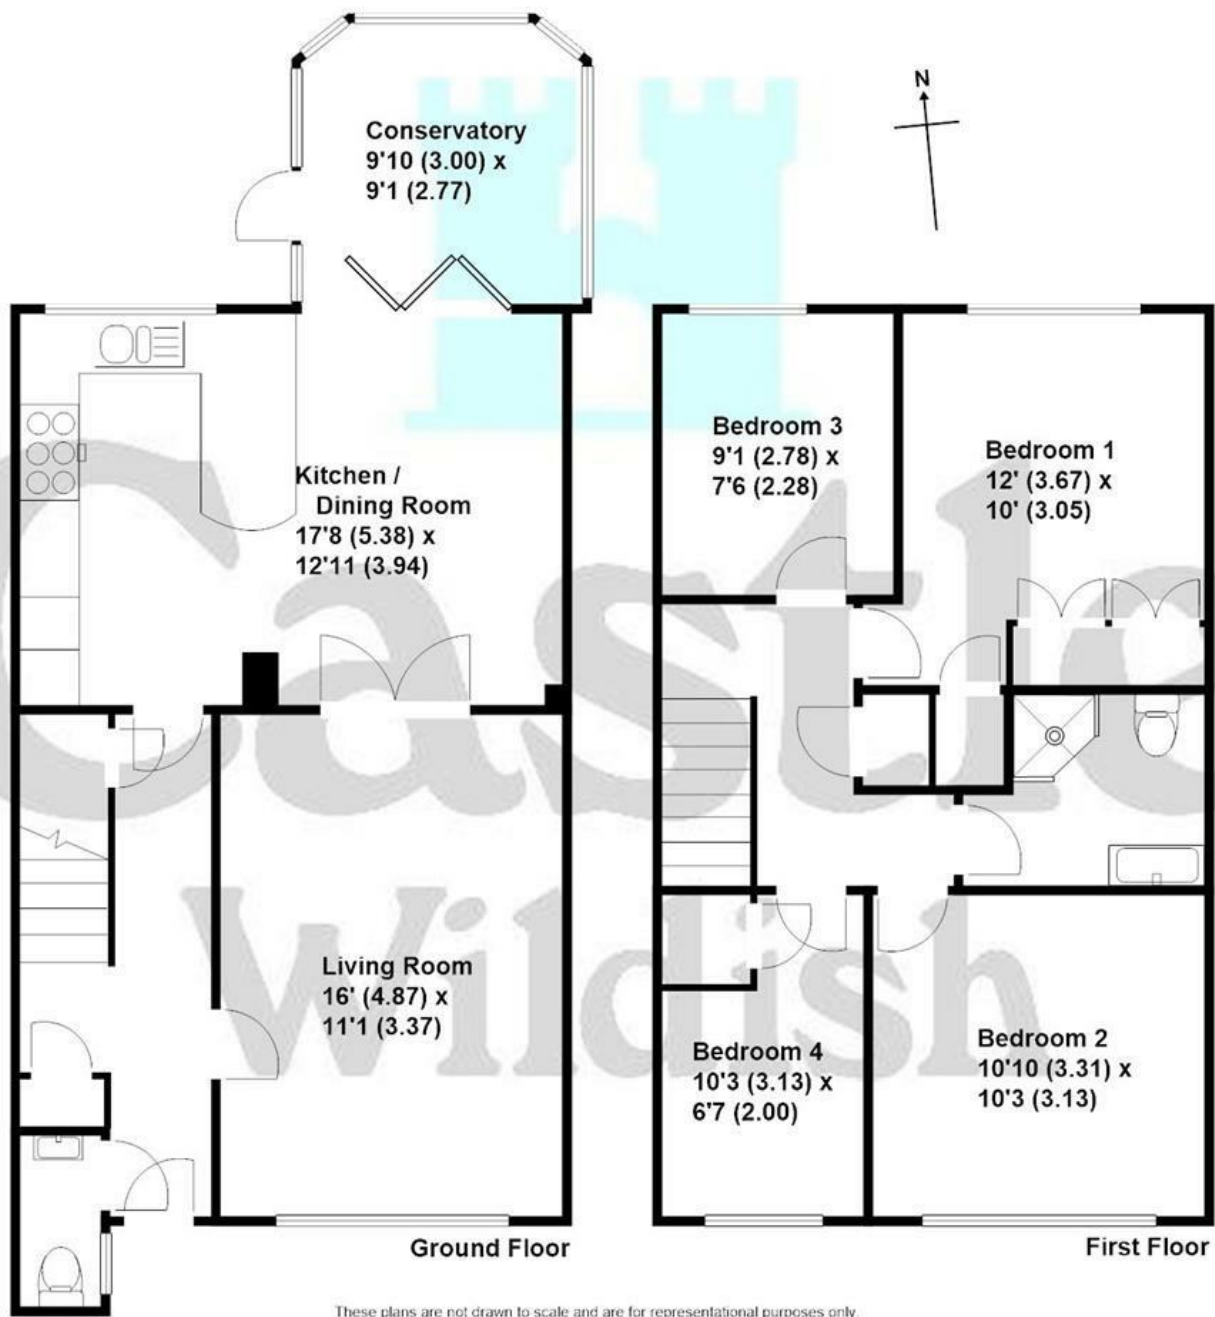 Conservatory
9'10 (3.00) x
9'1 (2.77)
N
Kitchen /
Dining Room
17'8 (5.38) x
12'11 (3.94)
Bedroom 3
9'1 (2.78) x
7'6 (2.28)
Bedroom 1
12' (3.67) x
10' (3.05)
Castle
Wildish
Living Room
16' (4.87) x
11'1 (3.37)
Bedroom 4
10'3 (3.13) x
6'7 (2.00)
Bedroom 2
10'10 (3.31) x
10'3 (3.13)
Ground Floor
First Floor
These plans are not drawn to scale and are for representational purposes only.